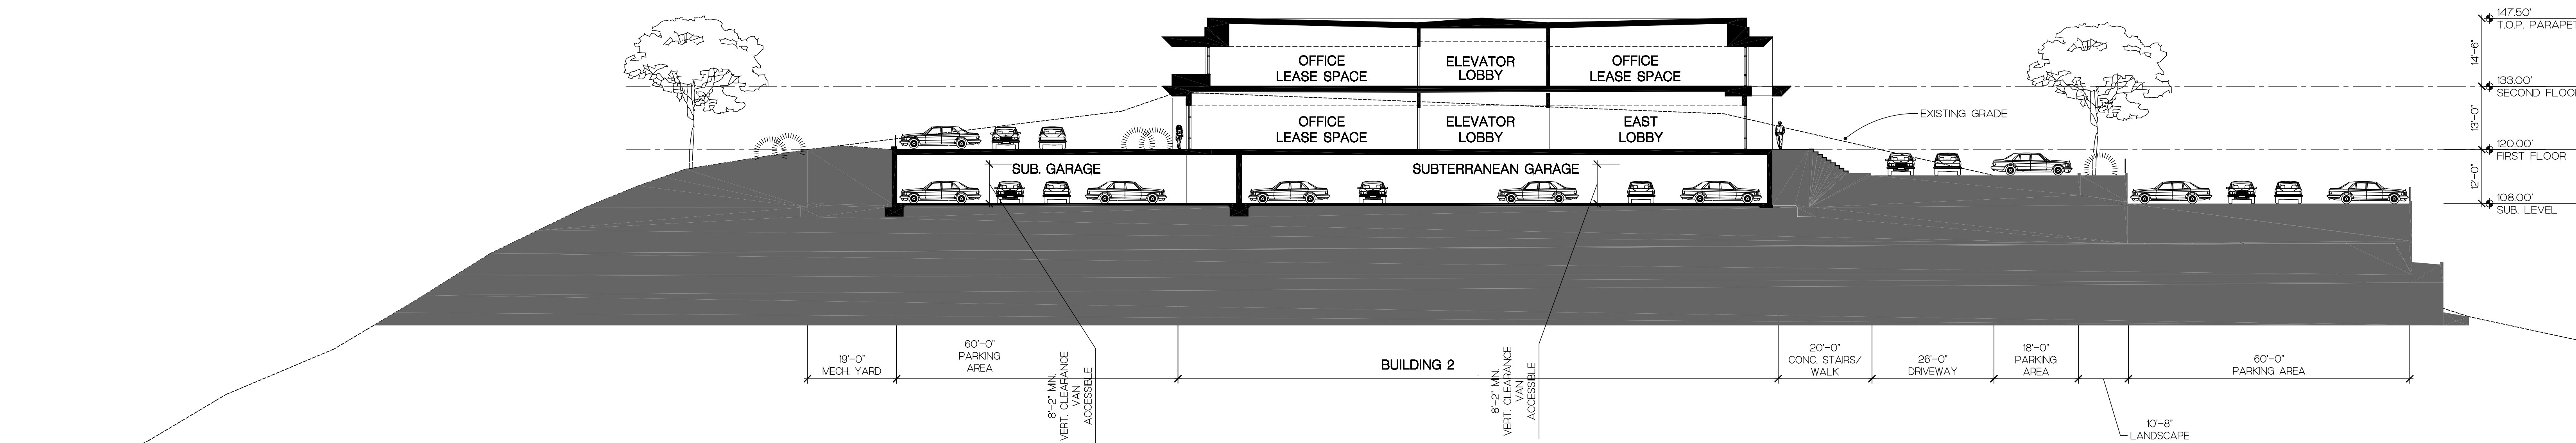 147.50'
T.O.P. PARAPET
14'-6"
OFFICE
LEASE SPACE
ELEVATOR
LOBBY
OFFICE
LEASE SPACE
133.00'
SECOND FLOOR
EXISTING GRADE
13'-0"
OFFICE
LEASE SPACE
ELEVATOR
LOBBY
EAST
LOBBY
120.00'
FIRST FLOOR
SUB. GARAGE
SUBTERRANEAN GARAGE
12'-0"
108.00'
SUB. LEVEL
19'-0"
MECH. YARD
60'-0"
PARKING
AREA
8'-2" MIN.
VERT. CLEARANCE
VAN
ACCESSIBLE
BUILDING 2
8'-2" MIN.
VERT. CLEARANCE
VAN
ACCESSIBLE
20'-0"
CONC. STAIRS/
WALK
26'-0"
DRIVEWAY
18'-0"
PARKING
AREA
60'-0"
PARKING AREA
10'-8"
LANDSCAPE